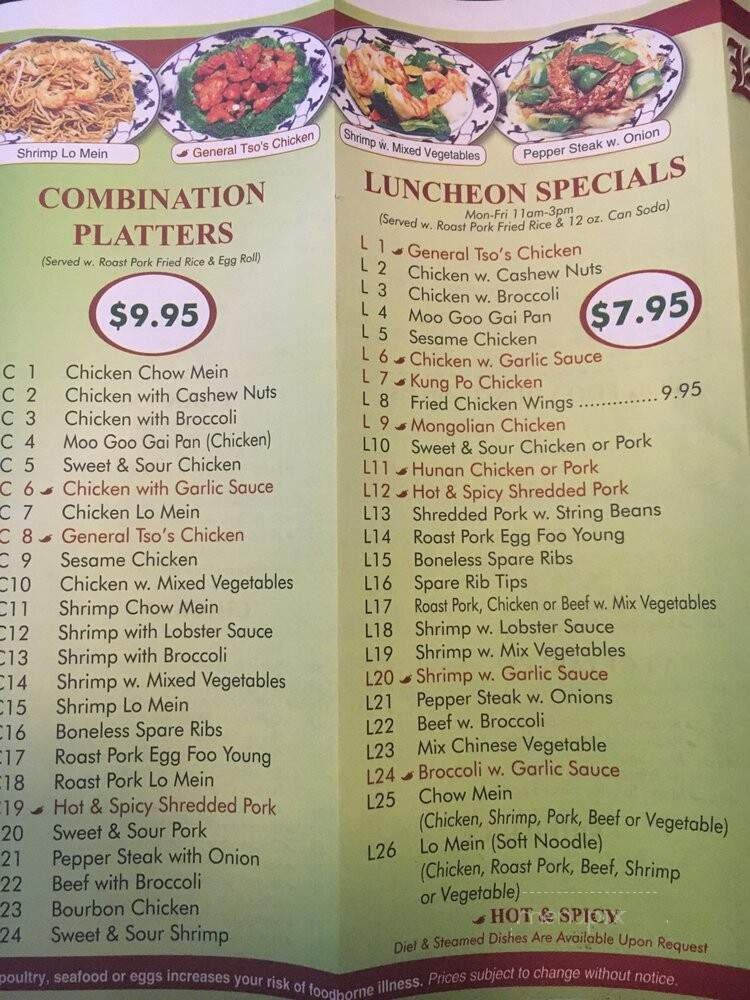 Shrimp Lo Mein
General Tso's Chicken
COMBINATION
PLATTERS
(Served w. Roast Pork Fried Rice & Egg Roll)
$9.95
C 1 Chicken Chow Mein
C 2 Chicken with Cashew Nuts
C 3 Chicken with Broccoli
C 4 Moo Goo Gai Pan (Chicken)
C 5 Sweet & Sour Chicken
C 6 Chicken with Garlic Sauce
C 7 Chicken Lo Mein
C 8 General Tso's Chicken
C 9 Sesame Chicken
C10 Chicken w. Mixed Vegetables
C11 Shrimp Chow Mein
C12 Shrimp with Lobster Sauce
C13 Shrimp with Broccoli
C14 Shrimp w. Mixed Vegetables
C15 Shrimp Lo Mein
C16 Boneless Spare Ribs
C17 Roast Pork Egg Foo Young
C18 Roast Pork Lo Mein
19 Hot & Spicy Shredded Pork
20 Sweet & Sour Pork
21 Pepper Steak with Onion
22 Beef with Broccoli
23 Bourbon Chicken
24 Sweet & Sour Shrimp
Shrimp w. Mixed Vegetables
Pepper Steak w. Onion
LUNCHEON SPECIALS
Mon-Fri 11am-3pm
(Served w. Roast Pork Fried Rice & 12 oz. Can Soda)
$7.95
L 1 General Tso's Chicken
L 2 Chicken w. Cashew Nuts
L 3 Chicken w. Broccoli
L 4 Moo Goo Gai Pan
L 5 Sesame Chicken
L 6 Chicken w. Garlic Sauce
L 7 Kung Po Chicken
L 8 Fried Chicken Wings .............. 9.95
L 9 Mongolian Chicken
L10 Sweet & Sour Chicken or Pork
L11 Hunan Chicken or Pork
L12 Hot & Spicy Shredded Pork
L13 Shredded Pork w. String Beans
L14 Roast Pork Egg Foo Young
L15 Boneless Spare Ribs
L16 Spare Rib Tips
L17 Roast Pork, Chicken or Beef w. Mix Vegetables
L18 Shrimp w. Lobster Sauce
L19 Shrimp w. Mix Vegetables
L20 Shrimp w. Garlic Sauce
L21 Pepper Steak w. Onions
L22 Beef w. Broccoli
L23 Mix Chinese Vegetable
L24 Broccoli w. Garlic Sauce
L25 Chow Mein
(Chicken, Shrimp, Pork, Beef or Vegetable)
L26 Lo Mein (Soft Noodle)
(Chicken, Roast Pork, Beef, Shrimp
or Vegetable)
HOT & SPICY
Diet & Steamed Dishes Are Available Upon Request
poultry, seafood or eggs increases your risk of foodborne illness. Prices subject to change without notice.